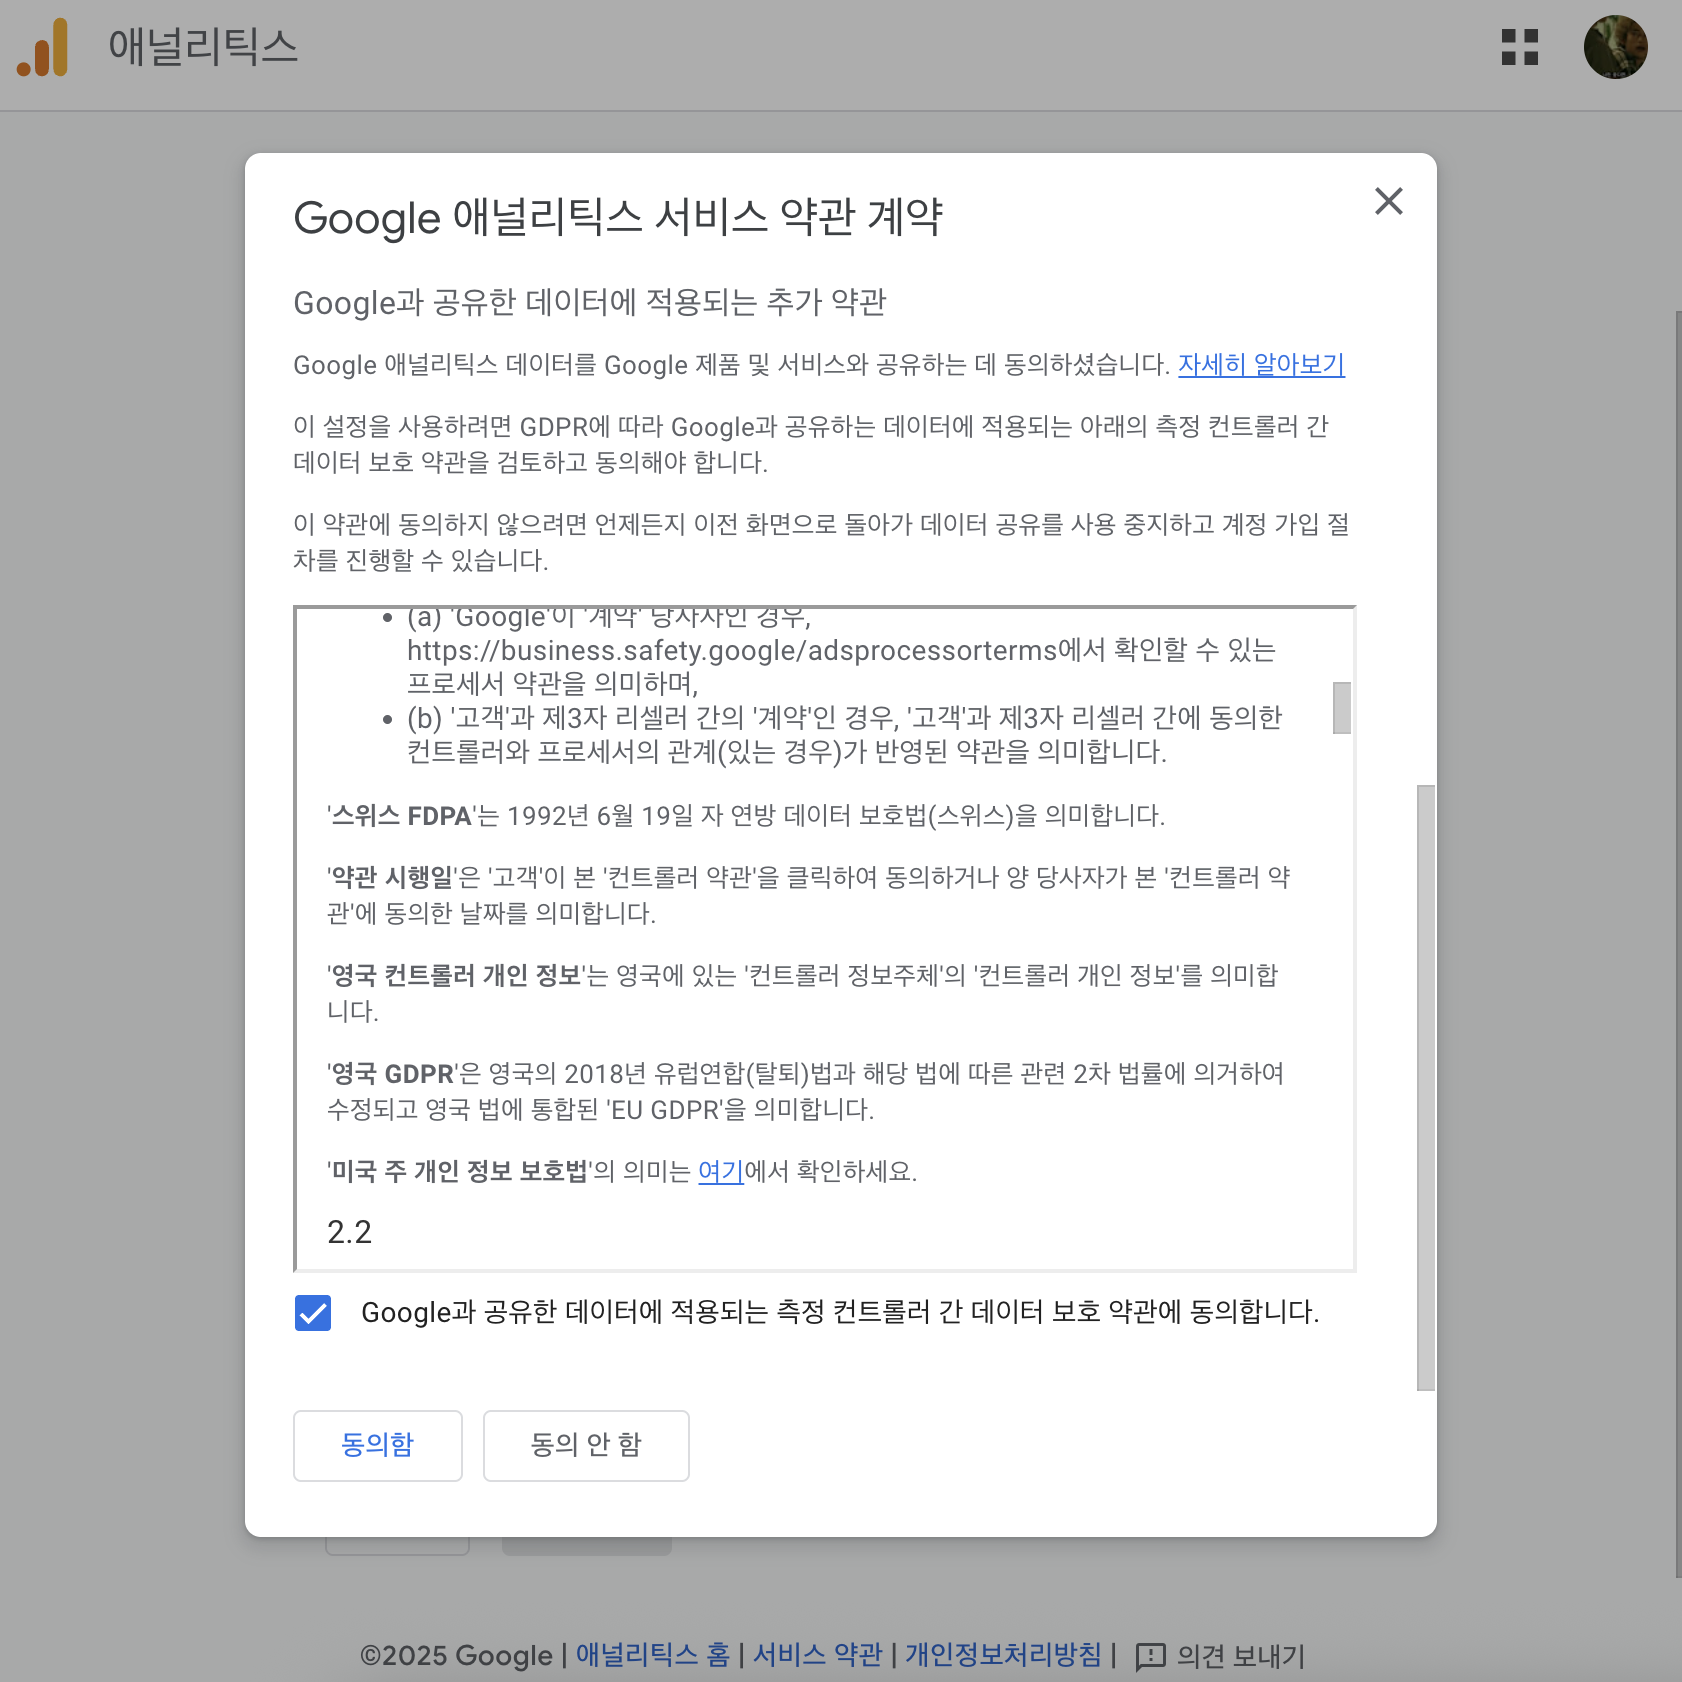 애널리틱스
Google 애널리틱스 서비스 약관 계약
Google과 공유한 데이터에 적용되는 추가 약관
Google 애널리틱스 데이터를 Google 제품 및 서비스와 공유하는 데 동의하셨습니다. 자세히 알아보기
이 설정을 사용하려면 GDPR에 따라 Google과 공유하는 데이터에 적용되는 아래의 측정 컨트롤러 간
데이터 보호 약관을 검토하고 동의해야 합니다.
이 약관에 동의하지 않으려면 언제든지 이전 화면으로 돌아가 데이터 공유를 사용 중지하고 계정 가입 절
차를 진행할 수 있습니다.
• (a) 'Google'이 '계약' 당사자인 경우,
https://business.safety.google/adsprocessorterms에서 확인할 수 있는
프로세서 약관을 의미하며,
• (b) '고객'과 제3자 리셀러 간의 '계약'인 경우, '고객'과 제3자 리셀러 간에 동의한
컨트롤러와 프로세서의 관계(있는 경우)가 반영된 약관을 의미합니다.
'스위스 FDPA'는 1992년 6월 19일 자 연방 데이터 보호법(스위스)을 의미합니다.
'약관 시행일'은 '고객'이 본 '컨트롤러 약관'을 클릭하여 동의하거나 양 당사자가 본 '컨트롤러 약
관'에 동의한 날짜를 의미합니다.
'영국 컨트롤러 개인 정보'는 영국에 있는 '컨트롤러 정보주체'의 '컨트롤러 개인 정보'를 의미합
니다.
'영국 GDPR'은 영국의 2018년 유럽연합(탈퇴)법과 해당 법에 따른 관련 2차 법률에 의거하여
수정되고 영국 법에 통합된 'EU GDPR'을 의미합니다.
'미국 주 개인 정보 보호법'의 의미는 여기에서 확인하세요.
2.2
Google과 공유한 데이터에 적용되는 측정 컨트롤러 간 데이터 보호 약관에 동의합니다.
동의함 동의 안 함
©2025 Google | 애널리틱스 홈 | 서비스 약관 | 개인정보처리방침 | 의견 보내기